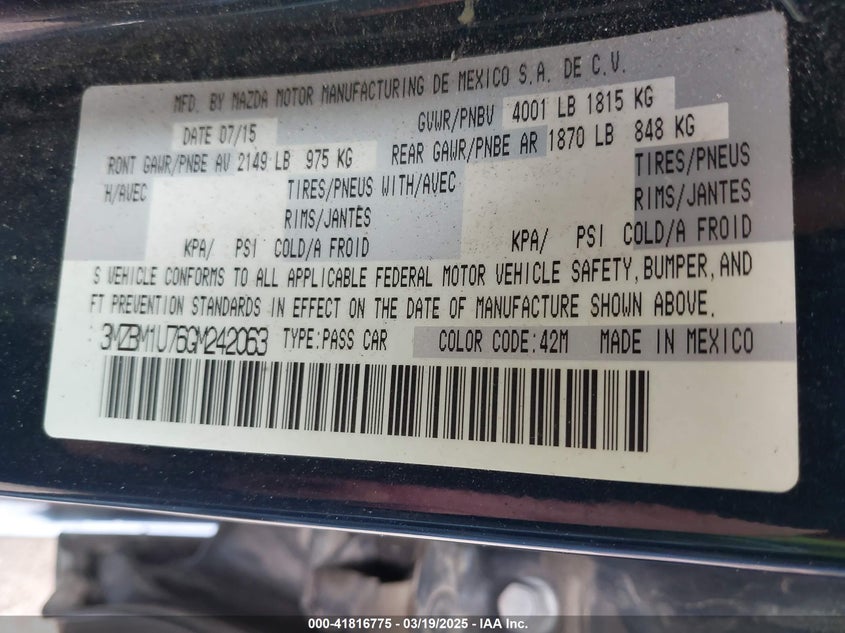 MFD. BY MAZDA MOTOR MANUFACTURING DE MEXICO S.A. DE C.V.
DATE 07/15 GVWR/PNBV 4001 LB 1815 KG
RONT GAWR/PNBE AV 2149 LB 975 KG REAR GAWR/PNBE AR 1870 LB 848 KG
H/AVEC TIRES/PNEUS WITH/AVEC TIRES/PNEUS
RIMS/JANTES RIMS/JANTES
KPA/ PSI COLD/A FROID KPA/ PSI COLD/A FROID
S VEHICLE CONFORMS TO ALL APPLICABLE FEDERAL MOTOR VEHICLE SAFETY, BUMPER, AND
FT PREVENTION STANDARDS IN EFFECT ON THE DATE OF MANUFACTURE SHOWN ABOVE.
3MZBM1U76GM242063 TYPE:PASS CAR COLOR CODE:42M MADE IN MEXICO
000-41816775 — 03/19/2025 — IAA Inc.